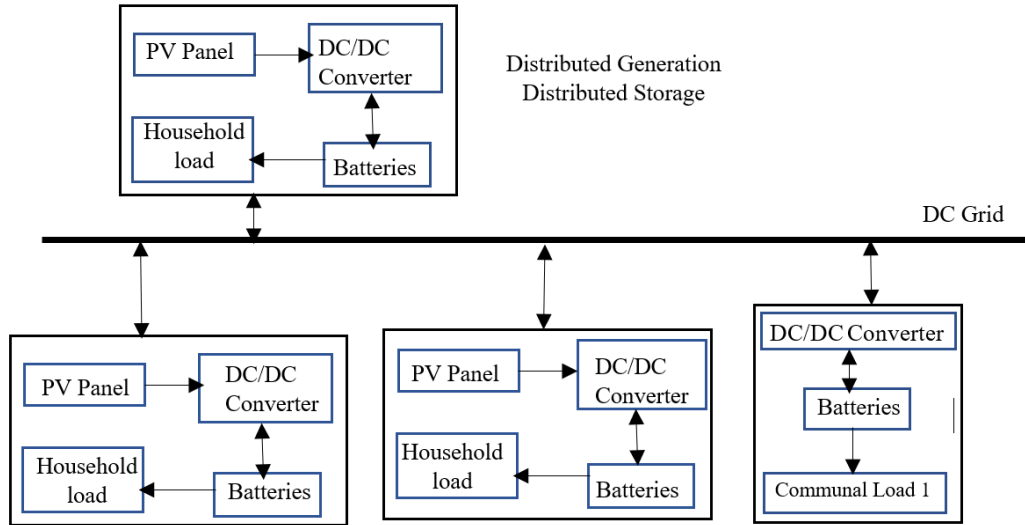 PV Panel
DC/DC
Converter
Household
load
Batteries
Distributed Generation
Distributed Storage
DC Grid
PV Panel
DC/DC
Converter
Household
load
Batteries
PV Panel
DC/DC
Converter
Household
load
Batteries
DC/DC Converter
Batteries
Communal Load 1